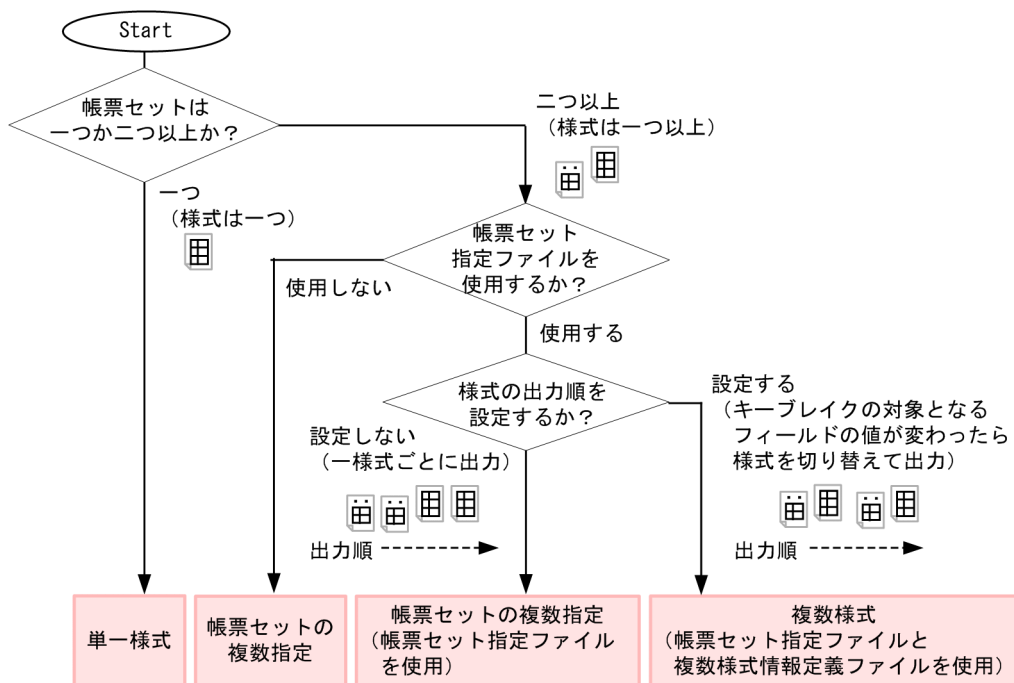 Start
帳票セットは
一つか二つ以上か？
二つ以上
（様式は一つ以上）
一つ
（様式は一つ）
帳票セット
指定ファイルを
使用するか？
使用しない
使用する
様式の出力順を
設定するか？
設定する
（キーブレイクの対象となる
フィールドの値が変わったら
様式を切り替えて出力）
設定しない
（一様式ごとに出力）
出力順
出力順
単一様式
帳票セットの
複数指定
帳票セットの複数指定
（帳票セット指定ファイル
を使用）
複数様式
（帳票セット指定ファイルと
複数様式情報定義ファイルを使用）